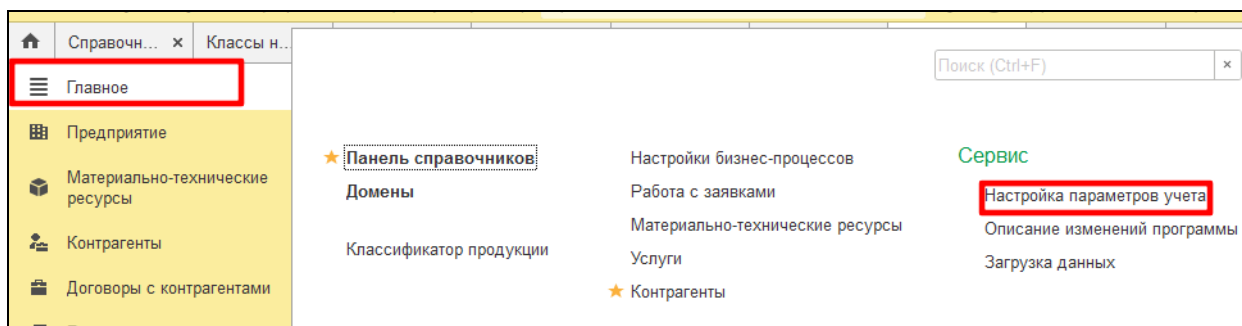 Справочн... ×
Классы н...
Поиск (Ctrl+F) ×
Главное
Предприятие
Материально-технические
ресурсы
Контрагенты
Договоры с контрагентами
Панель справочников
Домены
Классификатор продукции
Настройки бизнес-процессов
Работа с заявками
Материально-технические ресурсы
Услуги
Контрагенты
Сервис
Настройка параметров учета
Описание изменений программы
Загрузка данных